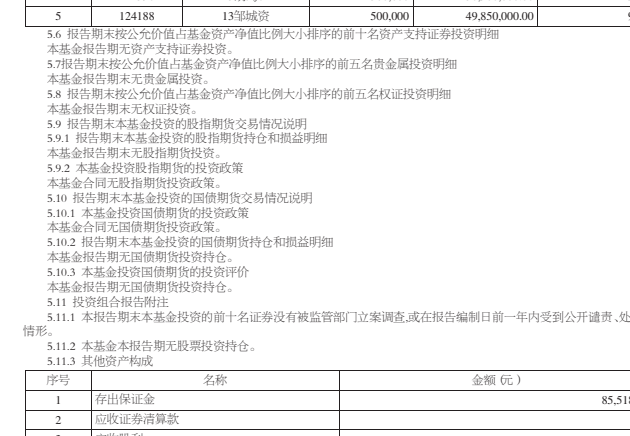 5 124188 13邹城资 500,000 49,850,000.00
5.6 报告期末按公允价值占基金资产净值比例大小排序的前十名资产支持证券投资明细
本基金报告期无资产支持证券投资。
5.7报告期末按公允价值占基金资产净值比例大小排序的前五名贵金属投资明细
本基金报告期末无贵金属投资。
5.8 报告期末按公允价值占基金资产净值比例大小排序的前五名权证投资明细
本基金报告期末无权证投资。
5.9 报告期末本基金投资的股指期货交易情况说明
5.9.1 报告期末本基金投资的股指期货持仓和损益明细
本基金报告期末无股指期货投资。
5.9.2 本基金投资股指期货的投资政策
本基金合同无股指期货投资政策。
5.10 报告期末本基金投资的国债期货交易情况说明
5.10.1 本基金投资国债期货的投资政策
本基金合同无国债期货投资政策。
5.10.2 报告期末本基金投资的国债期货持仓和损益明细
本基金报告期末无国债期货投资持仓。
5.10.3 本基金投资国债期货的投资评价
本基金报告期末无国债期货投资持仓。
5.11 投资组合报告附注
5.11.1 本报告期末本基金投资的前十名证券没有被监管部门立案调查,或在报告编制日前一年内受到公开谴责、处
情形。
5.11.2 本基金本报告期无股票投资持仓。
5.11.3 其他资产构成
序号 名称 金额(元)
1 存出保证金 85,518
2 应收证券清算款